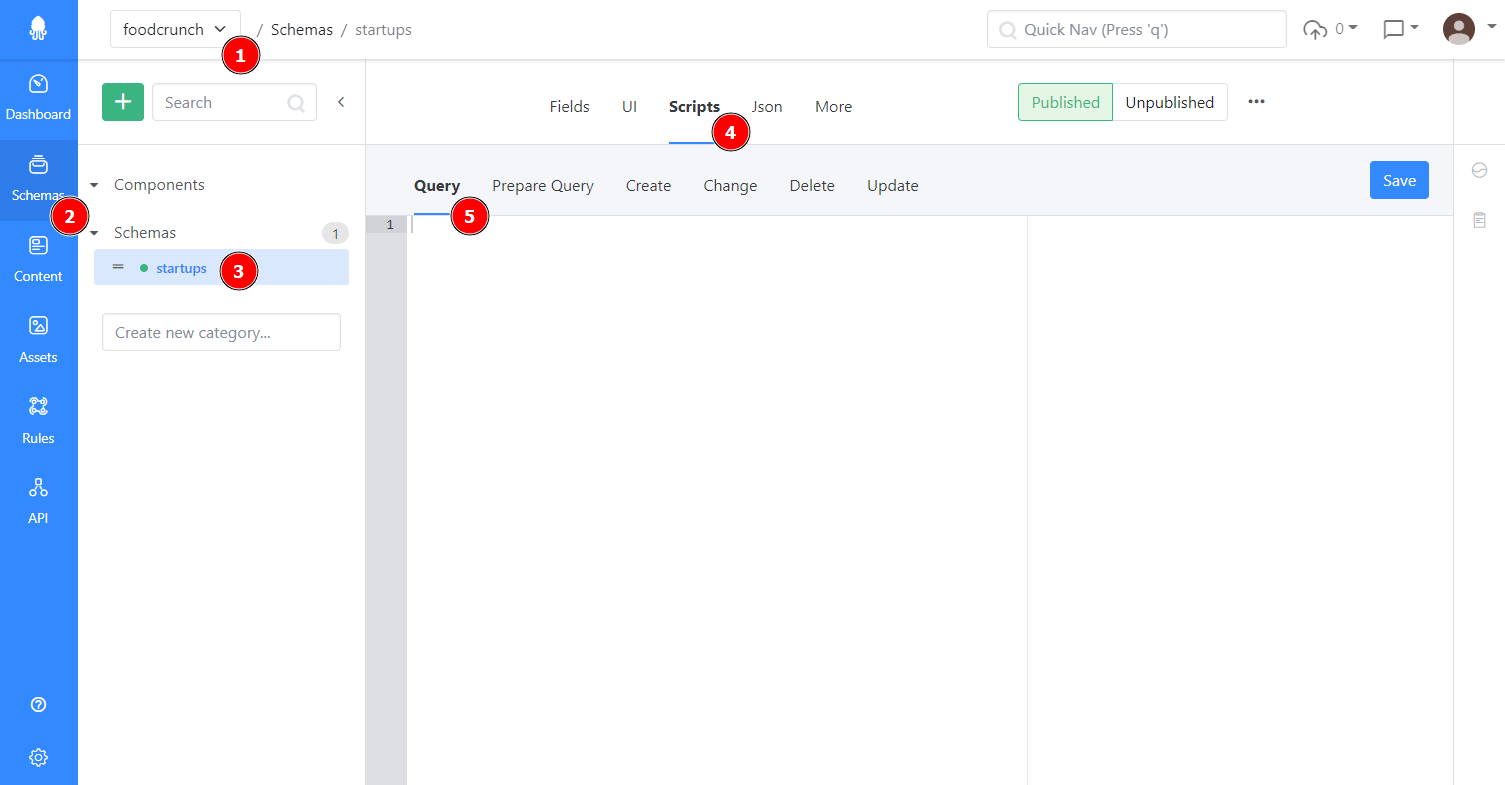 foodcrunch / Schemas / startups
1
Quick Nav (Press 'q')
0
Dashboard
Schemas
2
Content
Assets
Rules
API
Search
Components
Schemas 1
startups 3
Create new category...
Fields UI Scripts Json More
4
Published Unpublished
Query Prepare Query Create Change Delete Update
5
Save
1